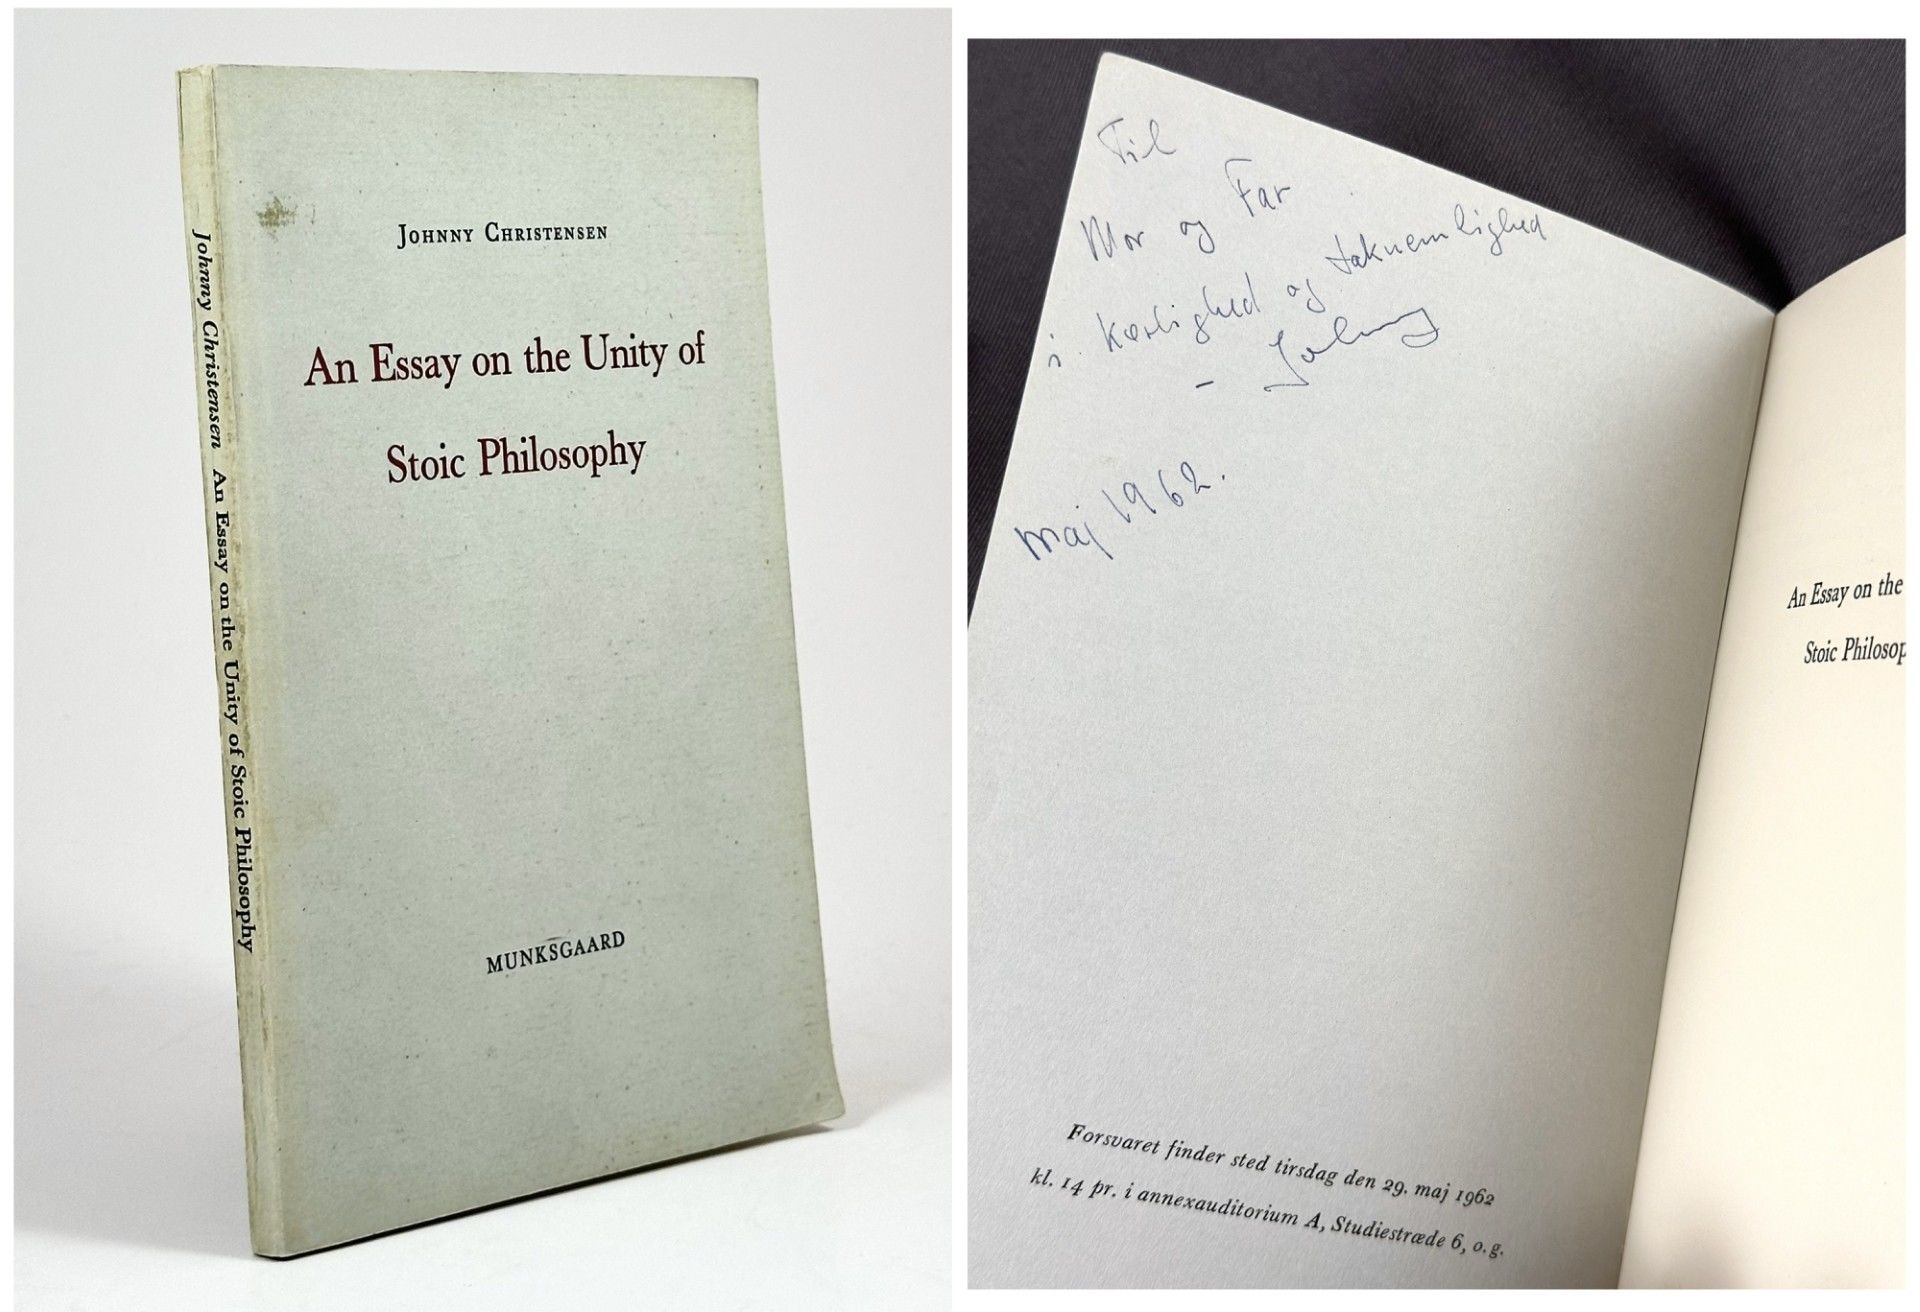 Johnny Christensen An Essay on the Unity of Stoic Philosophy
Johnny Christensen
An Essay on the Unity of
Stoic Philosophy
MUNKSGAARD
Til
Mor og Far
i kærlighed og taknemlighed
- Johnny
Maj 1962.
Forsvaret finder sted tirsdag den 29. maj 1962
kl. 14 pr. i annexauditorium A, Studiestræde 6, o.g.
An Essay on the
Stoic Philosop